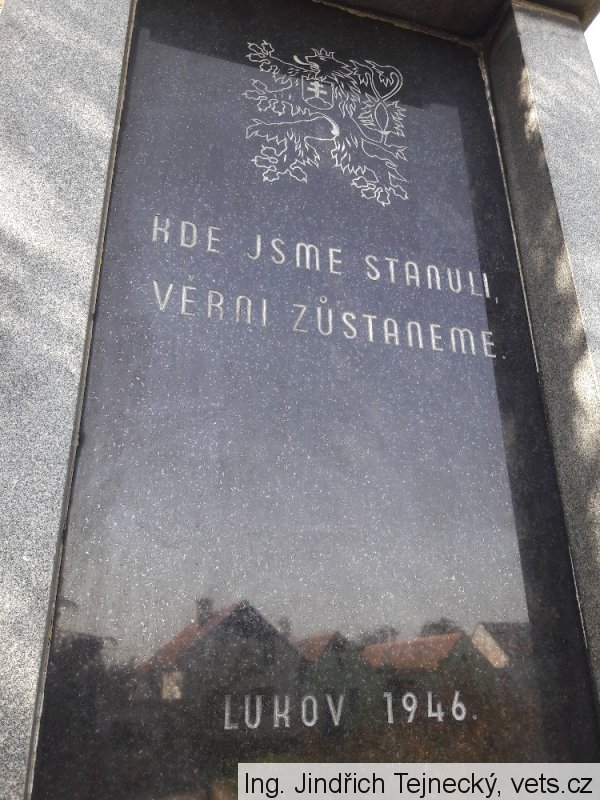 KDE JSME STANULI,
VĚRNI ZŮSTANEME.
LUKOV 1946.
Ing. Jindřich Tejnecký, vets.cz